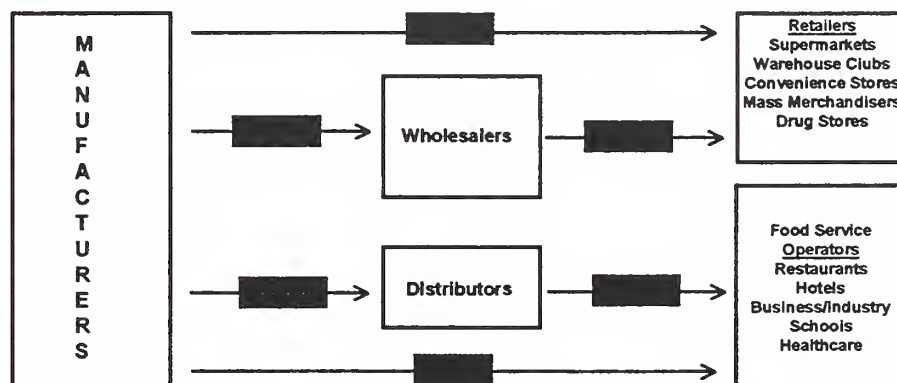 MANUFACTURERS
Retailers
Supermarkets
Warehouse Clubs
Convenience Stores
Mass Merchandisers
Drug Stores
Wholesalers
Distributors
Food Service
Operators
Restaurants
Hotels
Business/Industry
Schools
Healthcare